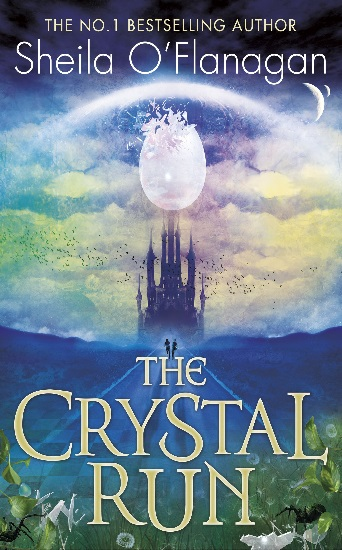 THE NO.1 BESTSELLING AUTHOR
Sheila O'Flanagan
THE
CRYSTAL
RUN